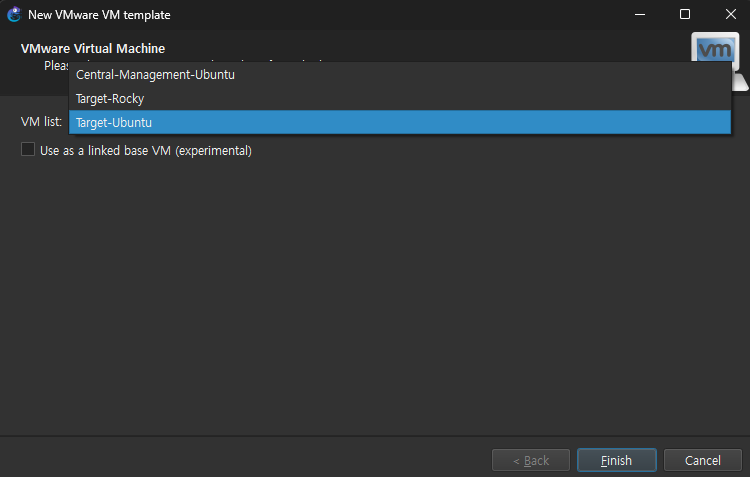 New VMware VM template
VMware Virtual Machine
vm
Central-Management-Ubuntu
Target-Rocky
VM list:
Target-Ubuntu
Use as a linked base VM (experimental)
< Back
Finish
Cancel